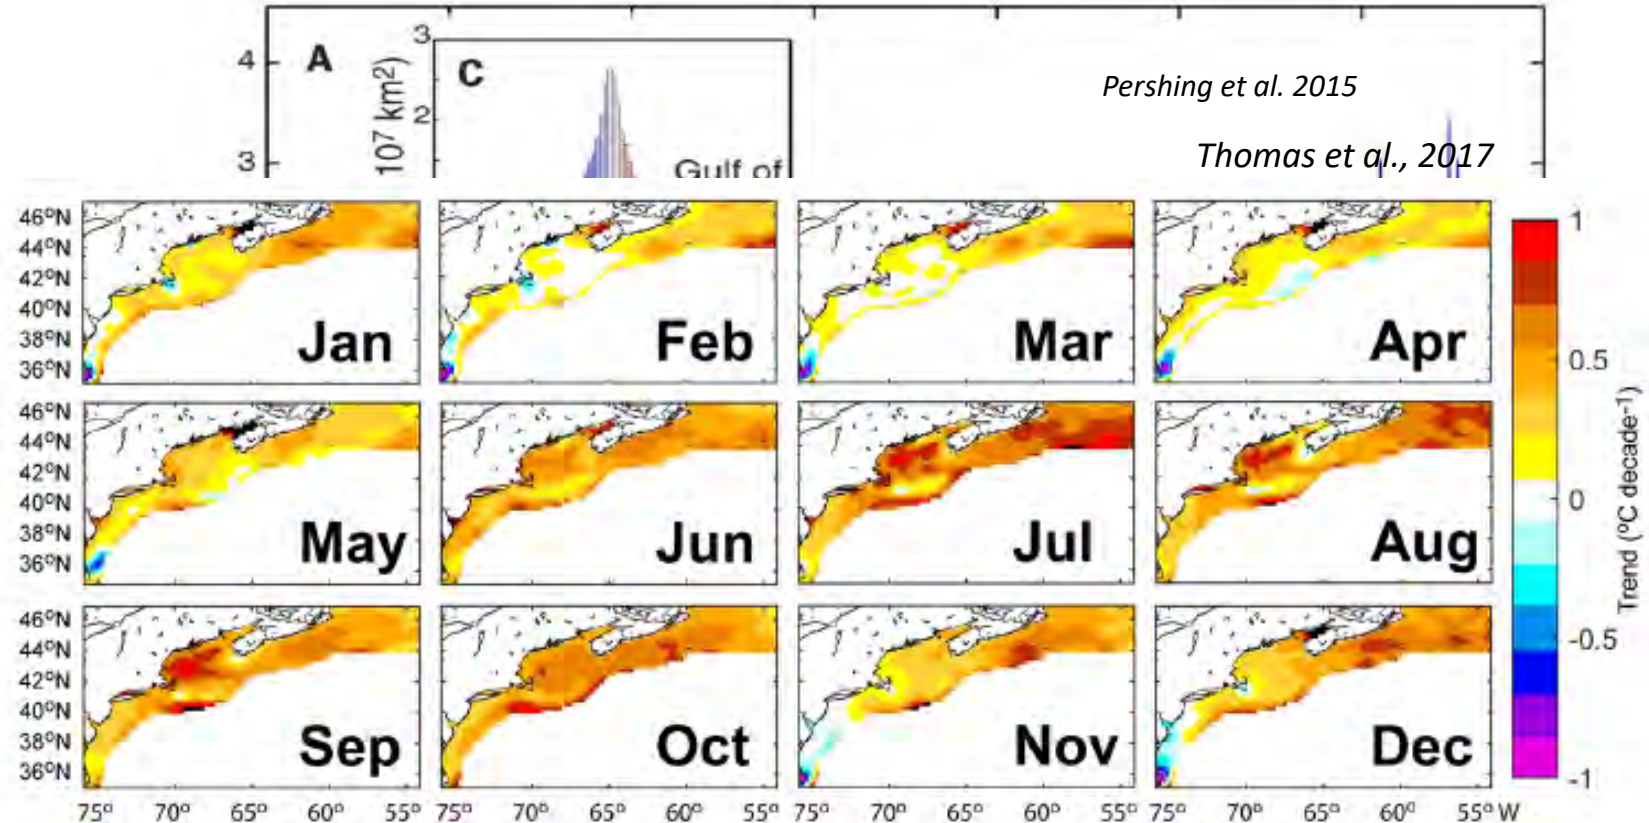 4
A
3
C
10⁷ km²)
2
Pershing et al. 2015
3
Gulf of
Thomas et al., 2017
46°N
44°N
42°N
40°N
38°N
36°N
Jan
Feb
Mar
Apr
1
0.5
0
-0.5
-1
Trend (°C decade⁻¹)
46°N
44°N
42°N
40°N
38°N
36°N
May
Jun
Jul
Aug
46°N
44°N
42°N
40°N
38°N
36°N
Sep
Oct
Nov
Dec
75° 70° 65° 60° 55° 75° 70° 65° 60° 55° 75° 70° 65° 60° 55° 75° 70° 65° 60° 55° W